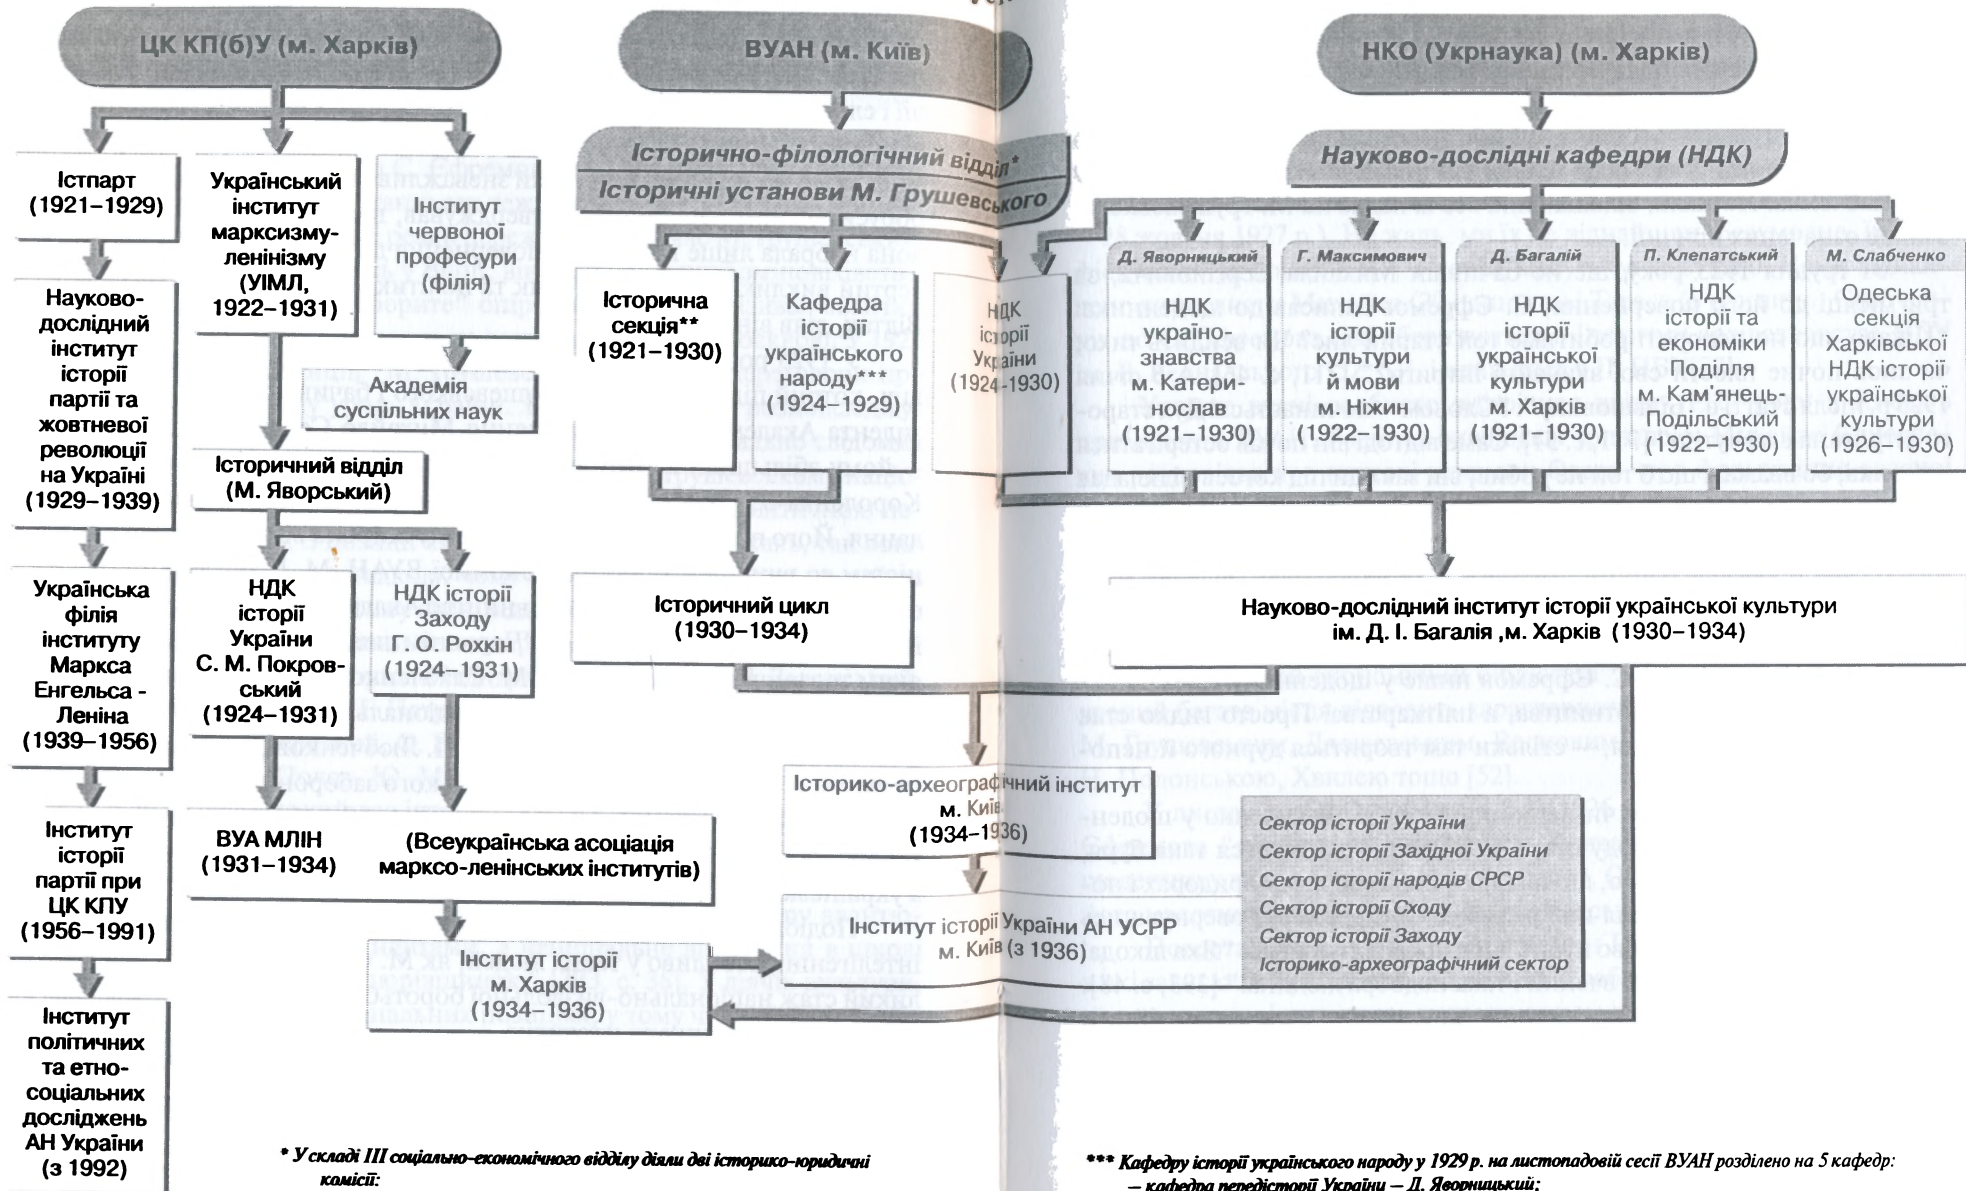 ЦК КП(б)У (м. Харків)
Істпарт
(1921–1929)
Науково-
дослідний
інститут
історії
партії та
жовтневої
революції
на Україні
(1929–1939)
Українська
філія
інституту
Маркса
Енгельса -
Леніна
(1939–1956)
Інститут
історії
партії при
ЦК КПУ
(1956–1991)
Інститут
політичних
та етно-
соціальних
досліджень
АН України
(з 1992)
Український
інститут
марксизму-
ленінізму
(УІМЛ,
1922–1931)
Інститут
червоної
професури
(філія)
Академія
суспільних наук
Історичний відділ
(М. Яворський)
НДК
історії
України
С. М. Покров-
ський
(1924–1931)
НДК історії
Заходу
Г. О. Рохкін
(1924–1931)
ВУА МЛІН
(1931–1934)
(Всеукраїнська асоціація
марксо-ленінських інститутів)
Інститут історії
м. Харків
(1934–1936)
ВУАН (м. Київ)
Історично-філологічний відділ*
Історичні установи М. Грушевського
Історична
секція**
(1921–1930)
Кафедра
історії
українського
народу***
(1924–1929)
НДК
історії
України
(1924-1930)
Історичний цикл
(1930–1934)
Історико-археографічний інститут
м. Київ
(1934–1936)
Інститут історії України АН УСРР
м. Київ (з 1936)
НКО (Укрнаука) (м. Харків)
Науково-дослідні кафедри (НДК)
Д. Яворницький
НДК
україно-
знавства
м. Катери-
нослав
(1921–1930)
Г. Максимович
НДК
історії
культури
й мови
м. Ніжин
(1922–1930)
Д. Багалій
НДК
історії
української
культури
м. Харків
(1921–1930)
П. Клепатський
НДК
історії та
економіки
Поділля
м. Кам'янець-
Подільський
(1922–1930)
М. Слабченко
Одеська
секція
Харківської
НДК історії
української
культури
(1926–1930)
Науково-дослідний інститут історії української культури
ім. Д. І. Багалія ,м. Харків (1930–1934)
Сектор історії України
Сектор історії Західної України
Сектор історії народів СРСР
Сектор історії Сходу
Сектор історії Заходу
Історико-археографічний сектор
* У складі III соціально-економічного відділу діяли дві історико-юридичні
комісії:
*** Кафедру історії українського народу у 1929 р. на листопадовій сесії ВУАН розділено на 5 кафедр:
– кафедра передісторії України – Д. Яворницький;